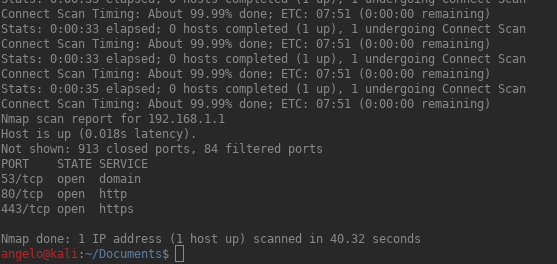 Stats: 0:00:33 elapsed; 0 hosts completed (1 up), 1 undergoing Connect Scan
Connect Scan Timing: About 99.99% done; ETC: 07:51 (0:00:00 remaining)
Stats: 0:00:33 elapsed; 0 hosts completed (1 up), 1 undergoing Connect Scan
Connect Scan Timing: About 99.99% done; ETC: 07:51 (0:00:00 remaining)
Stats: 0:00:33 elapsed; 0 hosts completed (1 up), 1 undergoing Connect Scan
Connect Scan Timing: About 99.99% done; ETC: 07:51 (0:00:00 remaining)
Stats: 0:00:35 elapsed; 0 hosts completed (1 up), 1 undergoing Connect Scan
Connect Scan Timing: About 99.99% done; ETC: 07:51 (0:00:00 remaining)
Nmap scan report for 192.168.1.1
Host is up (0.018s latency).
Not shown: 913 closed ports, 84 filtered ports
PORT    STATE SERVICE
53/tcp  open  domain
80/tcp  open  http
443/tcp open  https

Nmap done: 1 IP address (1 host up) scanned in 40.32 seconds
angelo@kali:~/Documents$